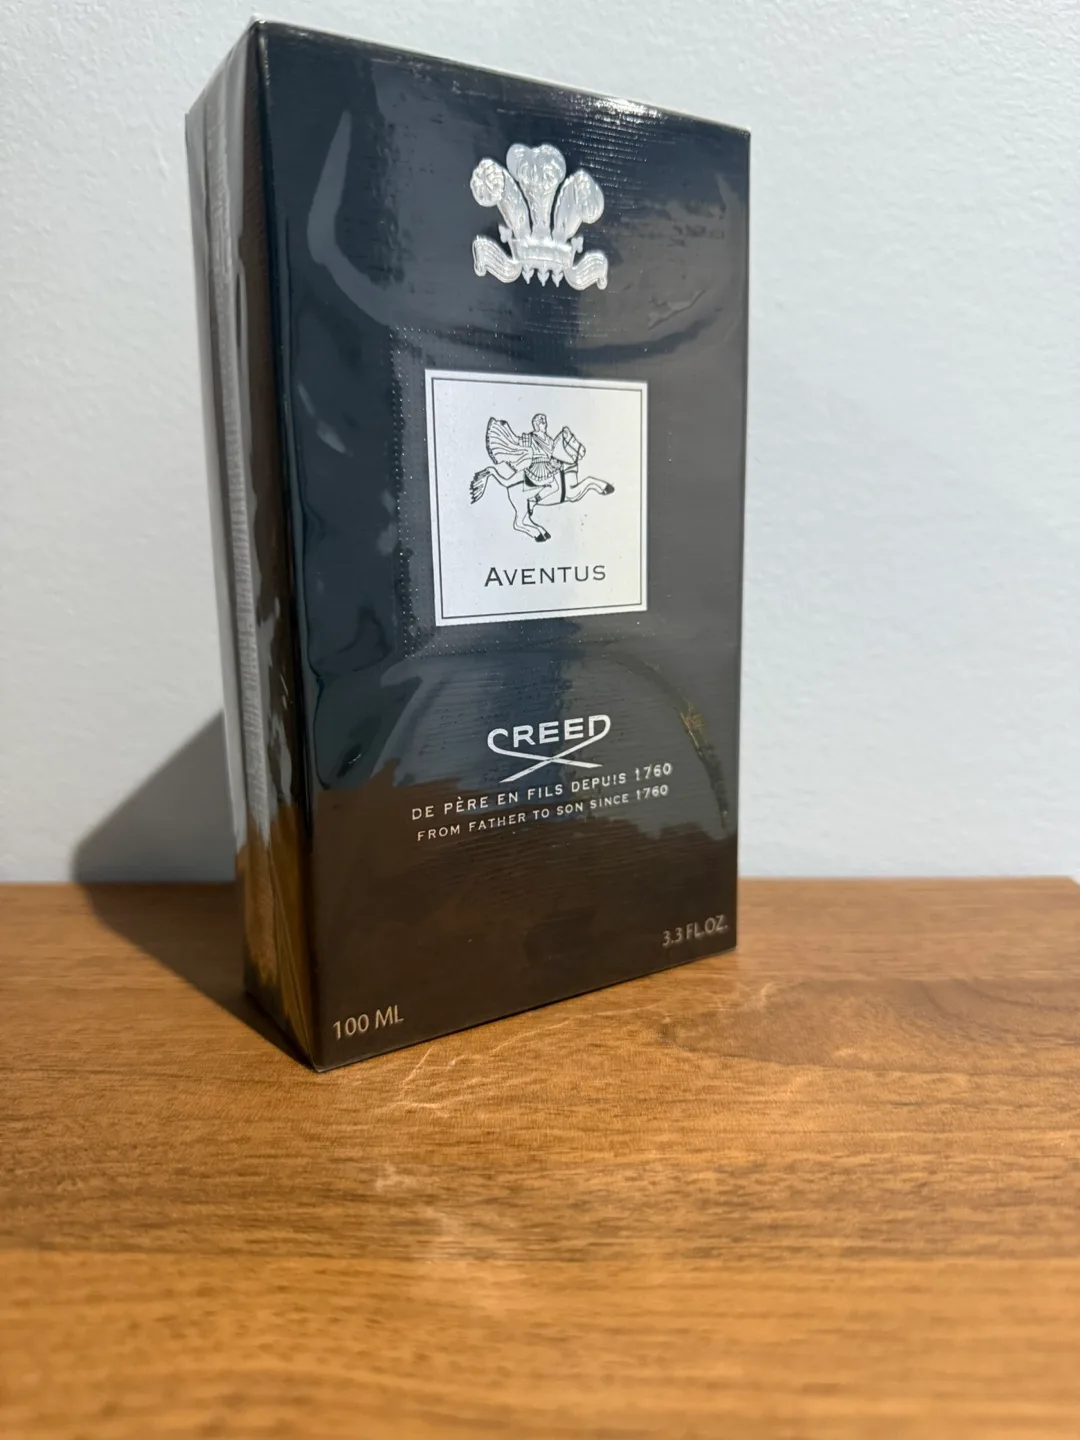 AVENTUS
CREED
DE PÈRE EN FILS DEPUIS 1760
FROM FATHER TO SON SINCE 1760
3.3 FL.OZ.
100 ML